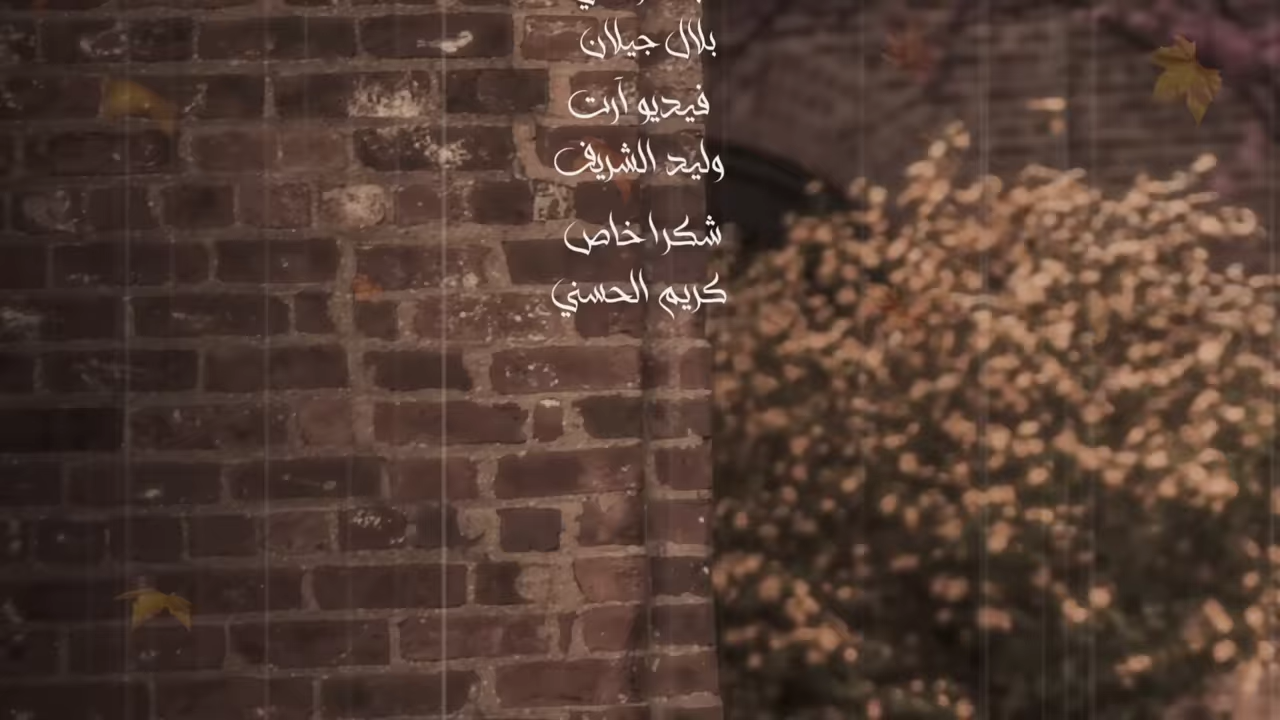 بلال جيلان
فيديو آرت
وليد الشريف
شكرا خاص
كريم الحسني